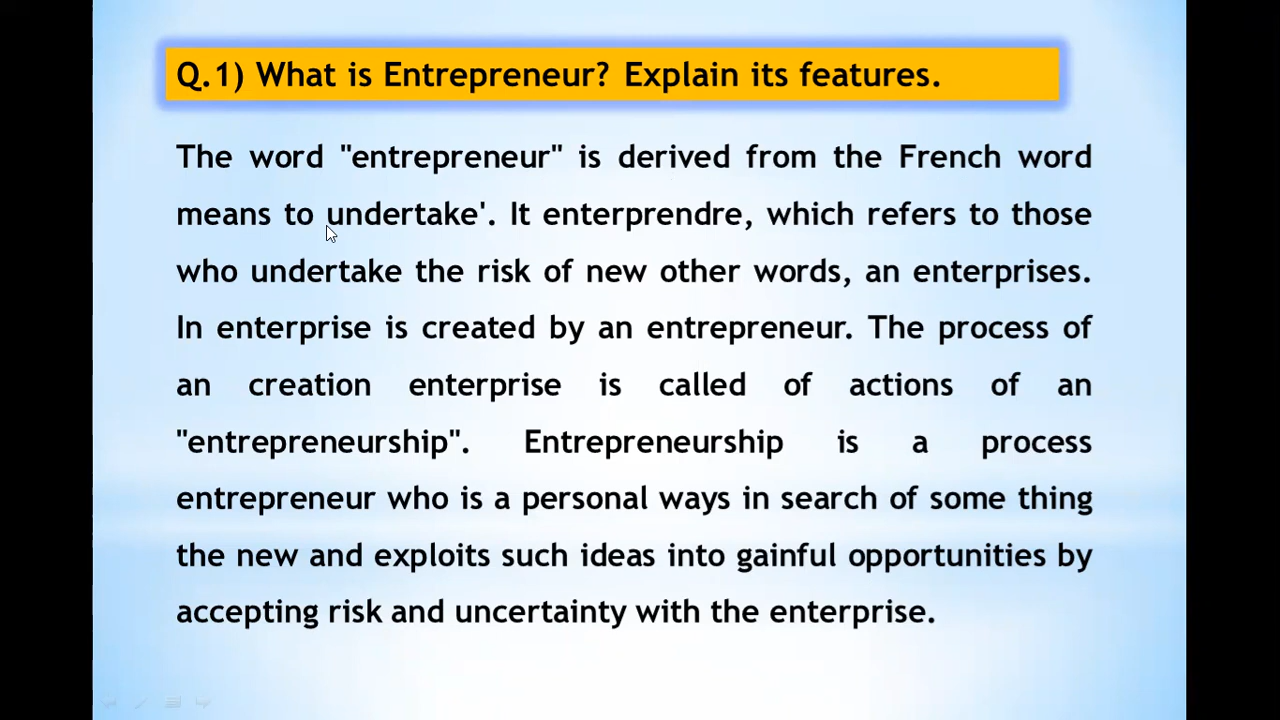 Q.1) What is Entrepreneur? Explain its features.
The word "entrepreneur" is derived from the French word
means to undertake'. It enterprendre, which refers to those
who undertake the risk of new other words, an enterprises.
In enterprise is created by an entrepreneur. The process of
an creation enterprise is called of actions of an
"entrepreneurship". Entrepreneurship is a process
entrepreneur who is a personal ways in search of some thing
the new and exploits such ideas into gainful opportunities by
accepting risk and uncertainty with the enterprise.